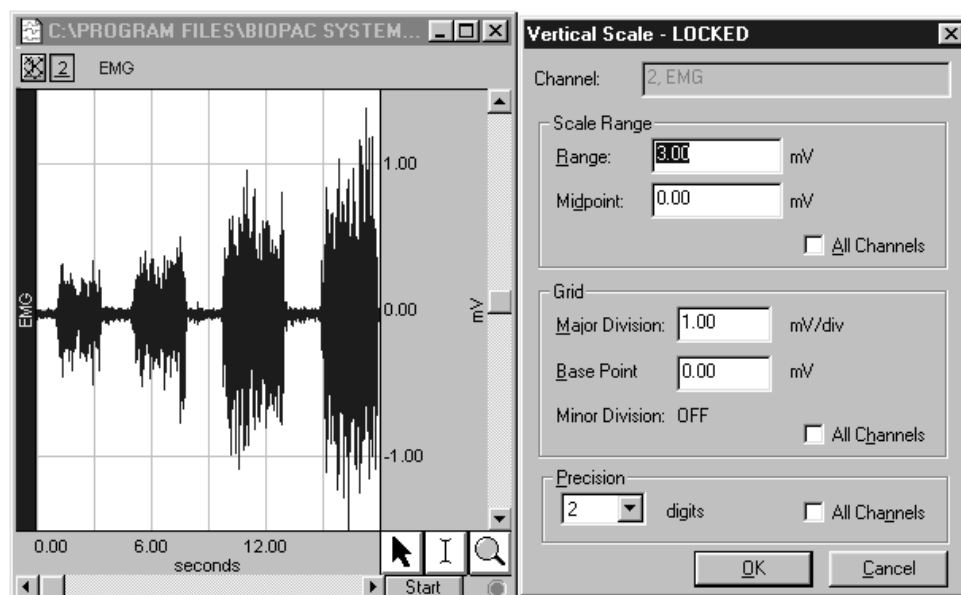 C:\PROGRAM FILES\BIOPAC SYSTEM...
2 EMG
EMG
1.00
0.00
-1.00
mV
0.00 6.00 12.00
seconds
Start
Vertical Scale - LOCKED
Channel: 2, EMG
Scale Range
Range: 3.00 mV
Midpoint: 0.00 mV
All Channels
Grid
Major Division: 1.00 mV/div
Base Point 0.00 mV
Minor Division: OFF
All Channels
Precision
2 digits All Channels
OK Cancel